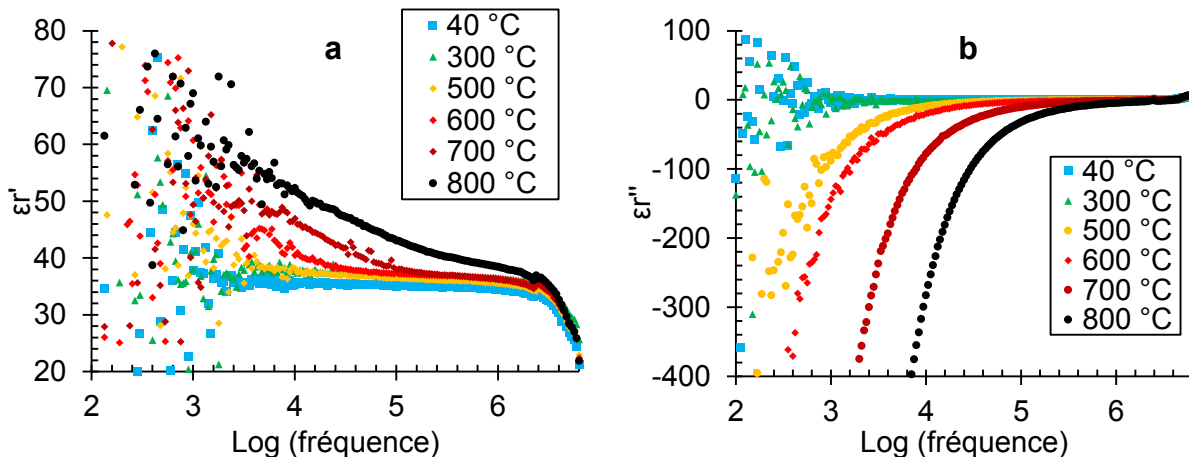 a
80
70
60
50
40
30
20
εr'
2
3
4
5
6
Log (fréquence)
40 °C
300 °C
500 °C
600 °C
700 °C
800 °C
b
100
0
-100
-200
-300
-400
εr"
2
3
4
5
6
Log (fréquence)
40 °C
300 °C
500 °C
600 °C
700 °C
800 °C